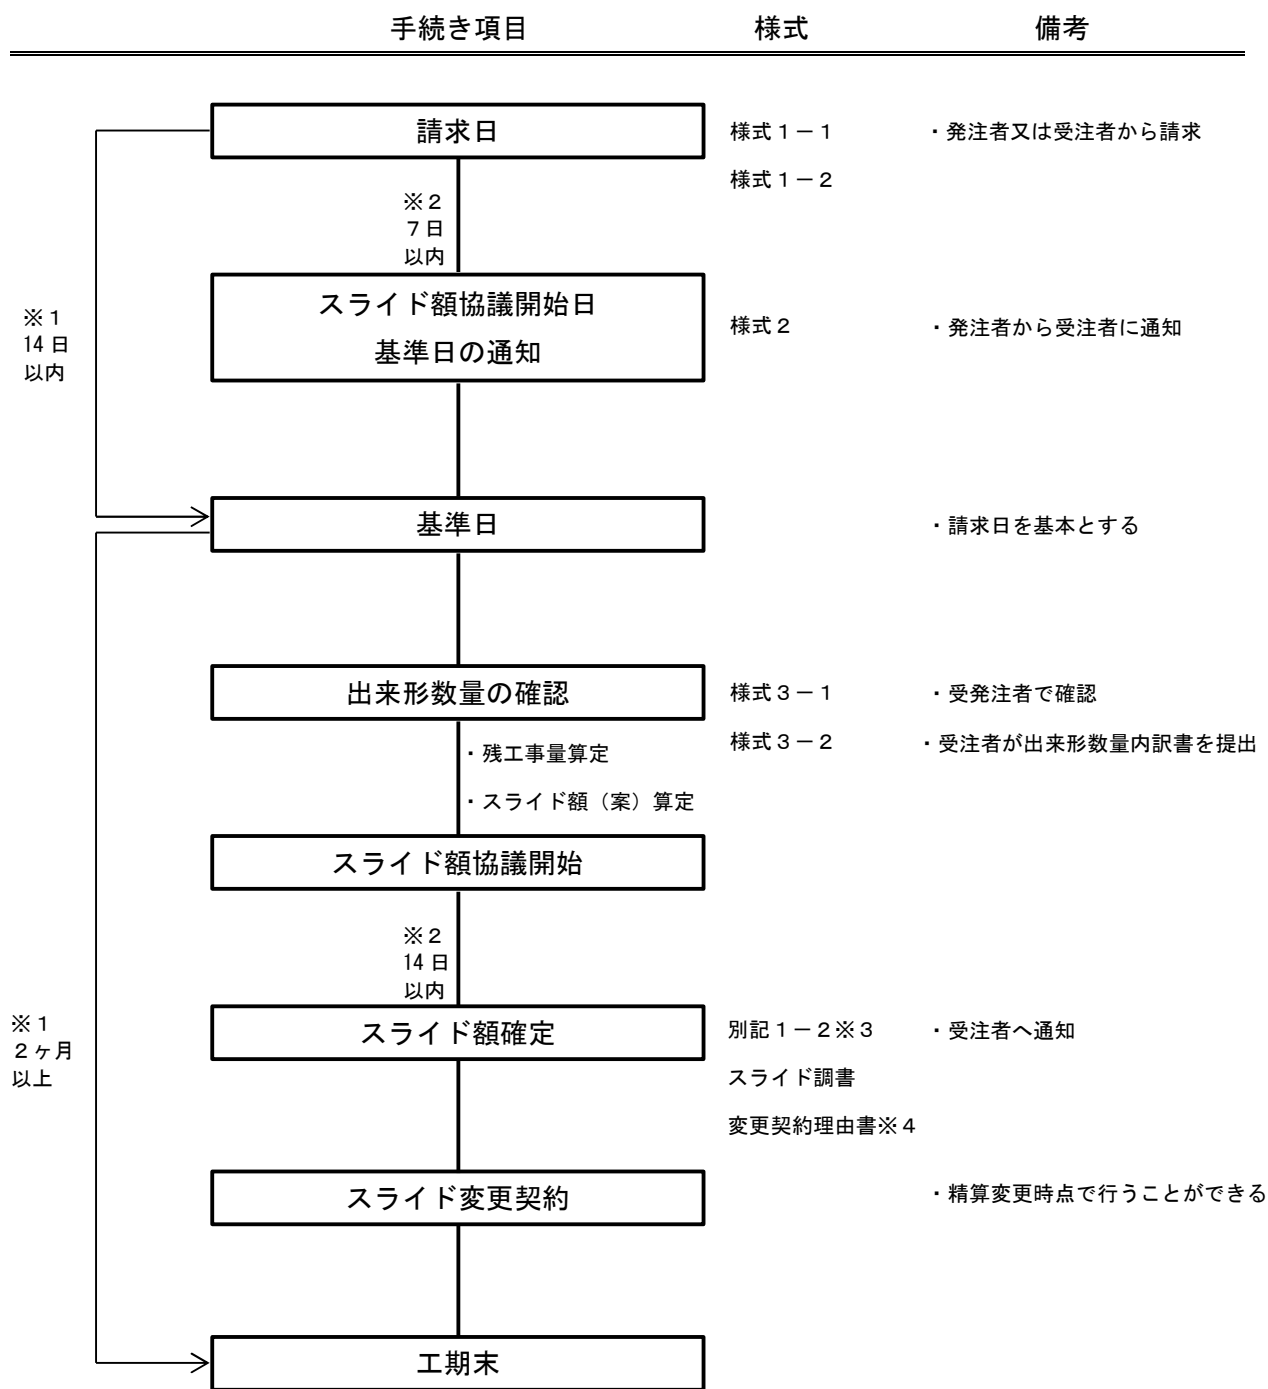 手続き項目 様式 備考
請求日 様式1-1 ・発注者又は受注者から請求
様式1-2
※2
7日
以内
スライド額協議開始日
基準日の通知
様式2 ・発注者から受注者に通知
※1
14日
以内
基準日 ・請求日を基本とする
出来形数量の確認 様式3-1 ・受発注者で確認
様式3-2 ・受注者が出来形数量内訳書を提出
・残工事量算定
・スライド額(案)算定
スライド額協議開始
※2
14日
以内
※1
2ヶ月
以上
スライド額確定 別記1-2※3 ・受注者へ通知
スライド調書
変更契約理由書※4
スライド変更契約 ・精算変更時点で行うことができる
工期末